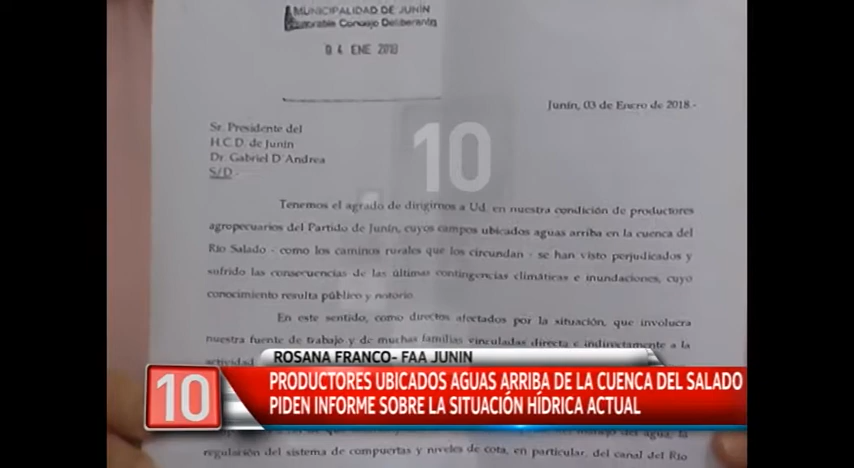 MUNICIPALIDAD DE JUNÍN
Honorable Concejo Deliberante
04 ENE 2018
Junín, 03 de Enero de 2018.-
Sr. Presidente del
H.C.D. de Junín
Dr. Gabriel D´Andrea
S/D.-
10
Tenemos el agrado de dirigirnos a Ud. en nuestra condición de productores
agropecuarios del Partido de Junín, cuyos campos ubicados aguas arriba en la cuenca del
Río Salado - como los caminos rurales que los circundan - se han visto perjudicados y
sufrido las consecuencias de las últimas contingencias climáticas e inundaciones, cuyo
conocimiento resulta público y notorio.
En este sentido, como directos afectados por la situación, que involucra
nuestra fuente de trabajo y de muchas familias vinculadas directa e indirectamente a la
actividad
ROSANA FRANCO- FAA JUNIN
10
PRODUCTORES UBICADOS AGUAS ARRIBA DE LA CUENCA DEL SALADO
PIDEN INFORME SOBRE LA SITUACIÓN HÍDRICA ACTUAL
del agua, la
regulación del sistema de compuertas y niveles de cota, en particular, del canal del Río